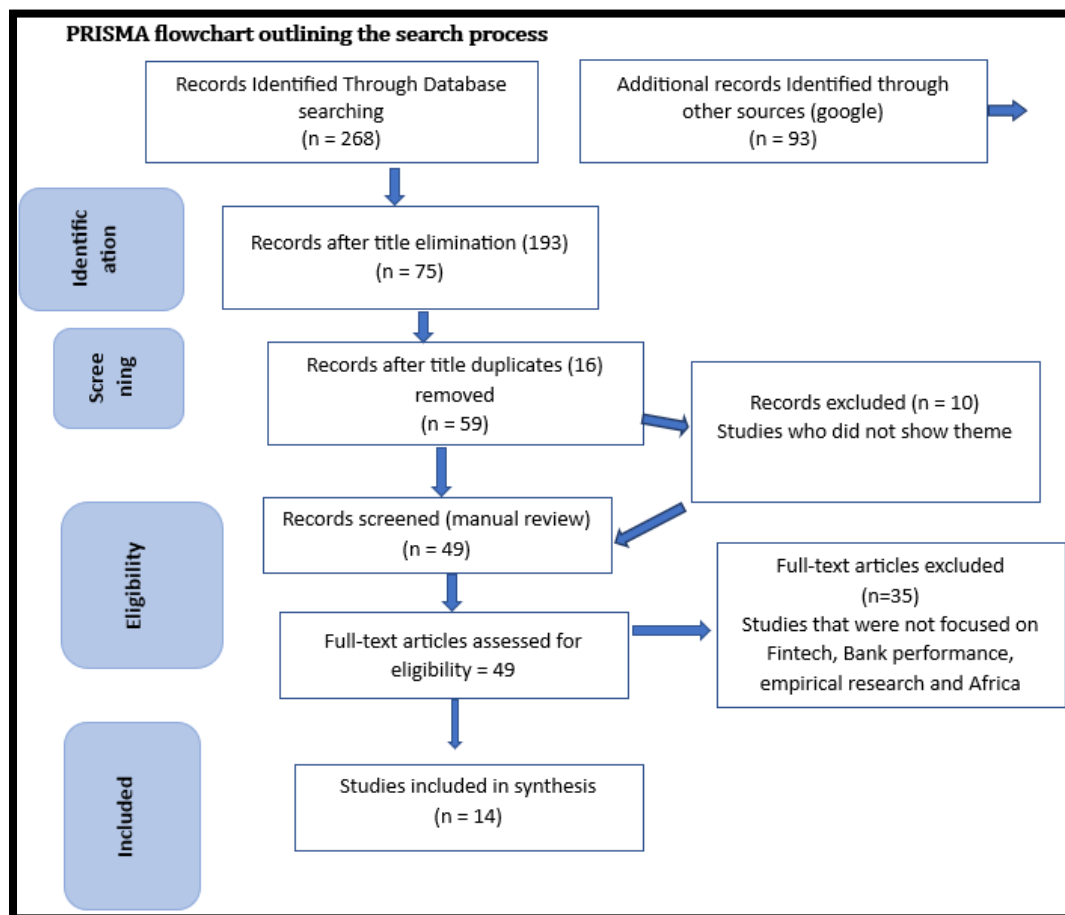 PRISMA flowchart outlining the search process
Records Identified Through Database
searching
(n = 268)
Additional records Identified through
other sources (google)
(n = 93)
Identific
ation
Records after title elimination (193)
(n = 75)
Scree
ning
Records after title duplicates (16)
removed
(n = 59)
Records excluded (n = 10)
Studies who did not show theme
Eligibility
Records screened (manual review)
(n = 49)
Full-text articles excluded
(n=35)
Studies that were not focused on
Fintech, Bank performance,
empirical research and Africa
Full-text articles assessed for
eligibility = 49
Included
Studies included in synthesis
(n = 14)